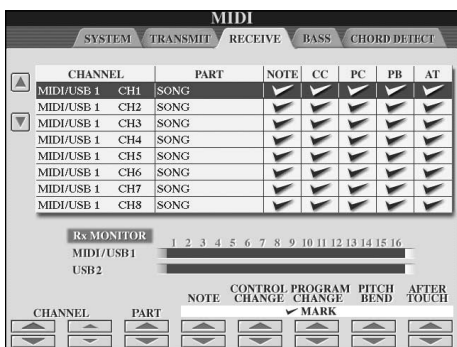 MIDI
SYSTEM TRANSMIT RECEIVE BASS CHORD DETECT
CHANNEL PART NOTE CC PC PB AT
MIDI/USB 1 CH1 SONG
MIDI/USB 1 CH2 SONG
MIDI/USB 1 CH3 SONG
MIDI/USB 1 CH4 SONG
MIDI/USB 1 CH5 SONG
MIDI/USB 1 CH6 SONG
MIDI/USB 1 CH7 SONG
MIDI/USB 1 CH8 SONG
Rx MONITOR 1 2 3 4 5 6 7 8 9 10 11 12 13 14 15 16
MIDI/USB1
USB2
CHANNEL PART NOTE CONTROL CHANGE PROGRAM CHANGE PITCH BEND AFTER TOUCH
MARK